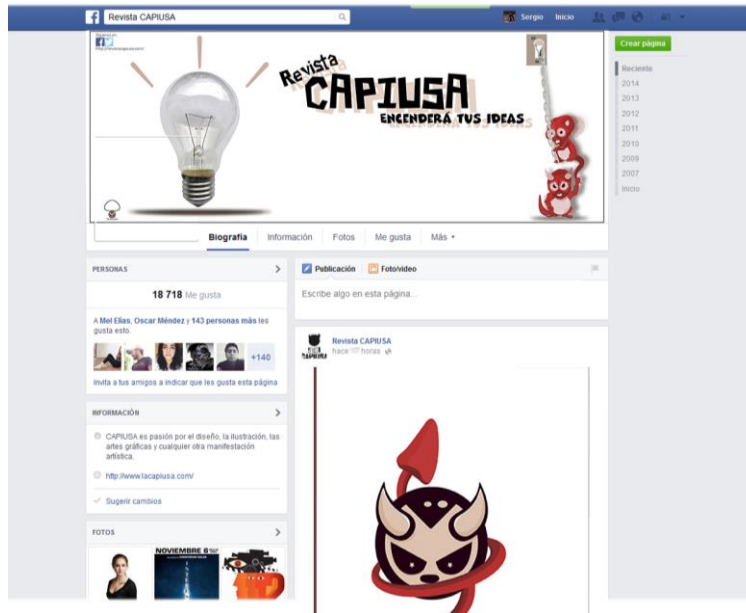 Revista CAPIUSA
Sergio Inicio
Crear página
Reciente
2014
2013
2012
2011
2010
2009
2007
Inicio
Revista
CAPIUSA
ENCENDERÁ TUS IDEAS
Biografía Información Fotos Me gusta Más
PERSONAS
18 718 Me gusta
A Mel Elias, Oscar Méndez y 143 personas más les
gusta esto.
+140
Invita a tus amigos a indicar que les gusta esta página
INFORMACIÓN
CAPIUSA es pasión por el diseño, la ilustración, las
artes gráficas y cualquier otra manifestación
artística.
http://www.lacapiusa.com/
Sugerir cambios
FOTOS
NOVIEMBRE 6
Publicación Foto/video
Escribe algo en esta página...
Revista CAPIUSA
hace horas